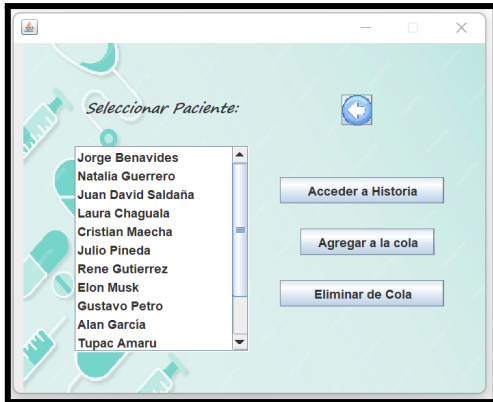 Seleccionar Paciente:
Jorge Benavides
Natalia Guerrero
Juan David Saldaña
Laura Chaguala
Cristian Maecha
Julio Pineda
Rene Gutierrez
Elon Musk
Gustavo Petro
Alan García
Tupac Amaru
Acceder a Historia
Agregar a la cola
Eliminar de Cola